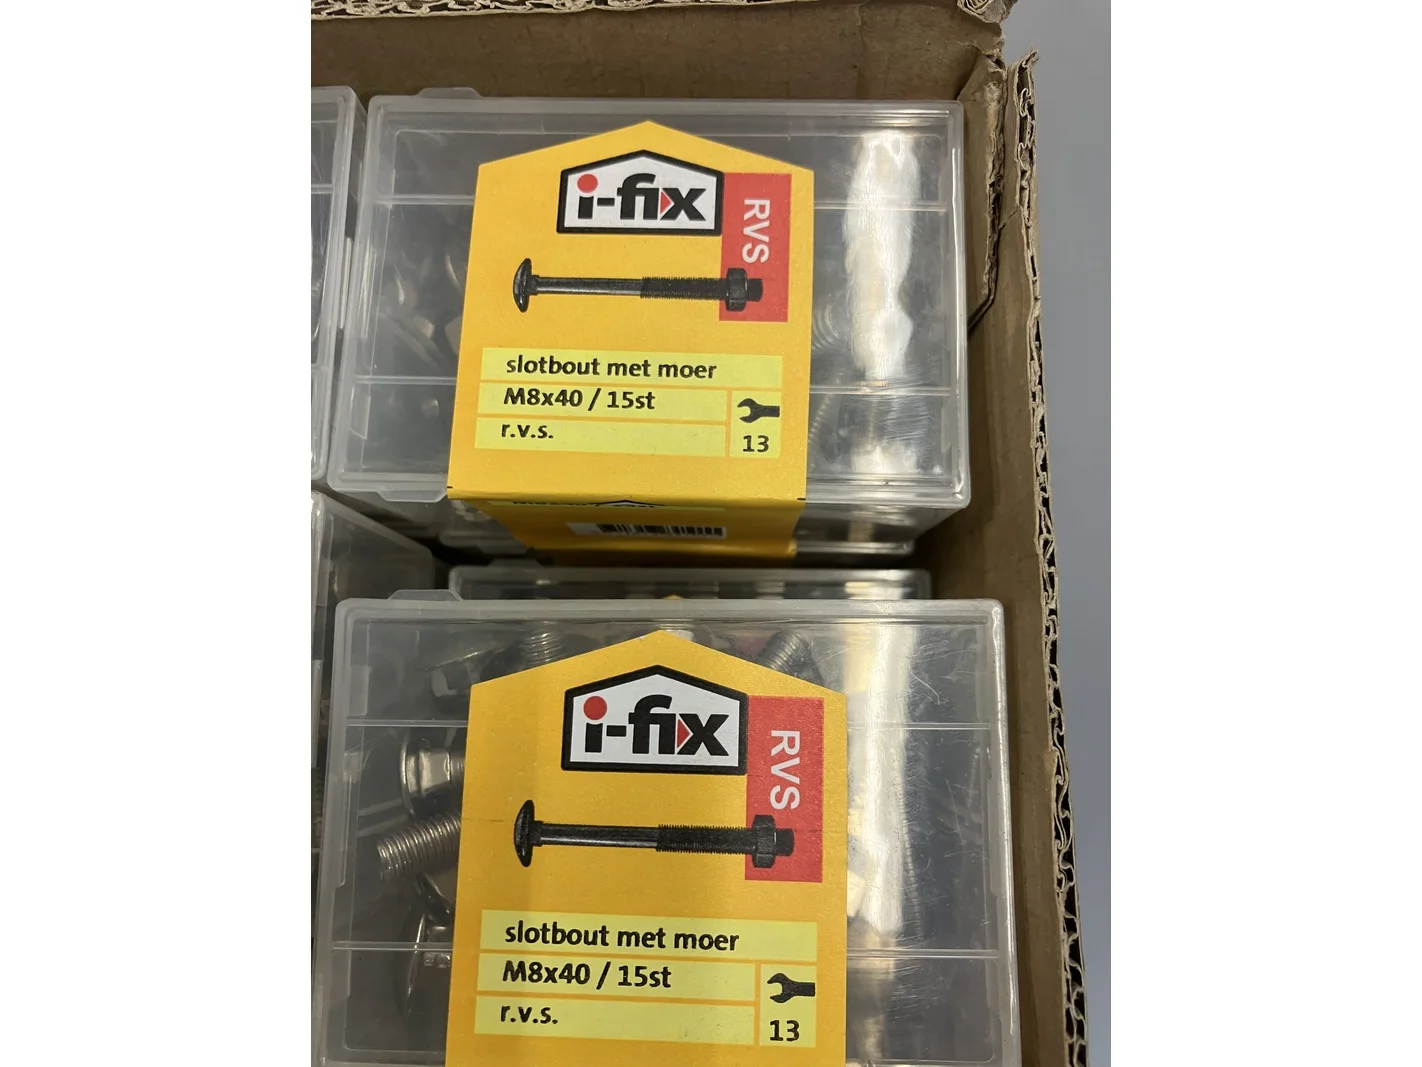 i-fix
RVS
slotbout met moer
M8x40 / 15st
r.v.s.
13
i-fix
RVS
slotbout met moer
M8x40 / 15st
r.v.s.
13